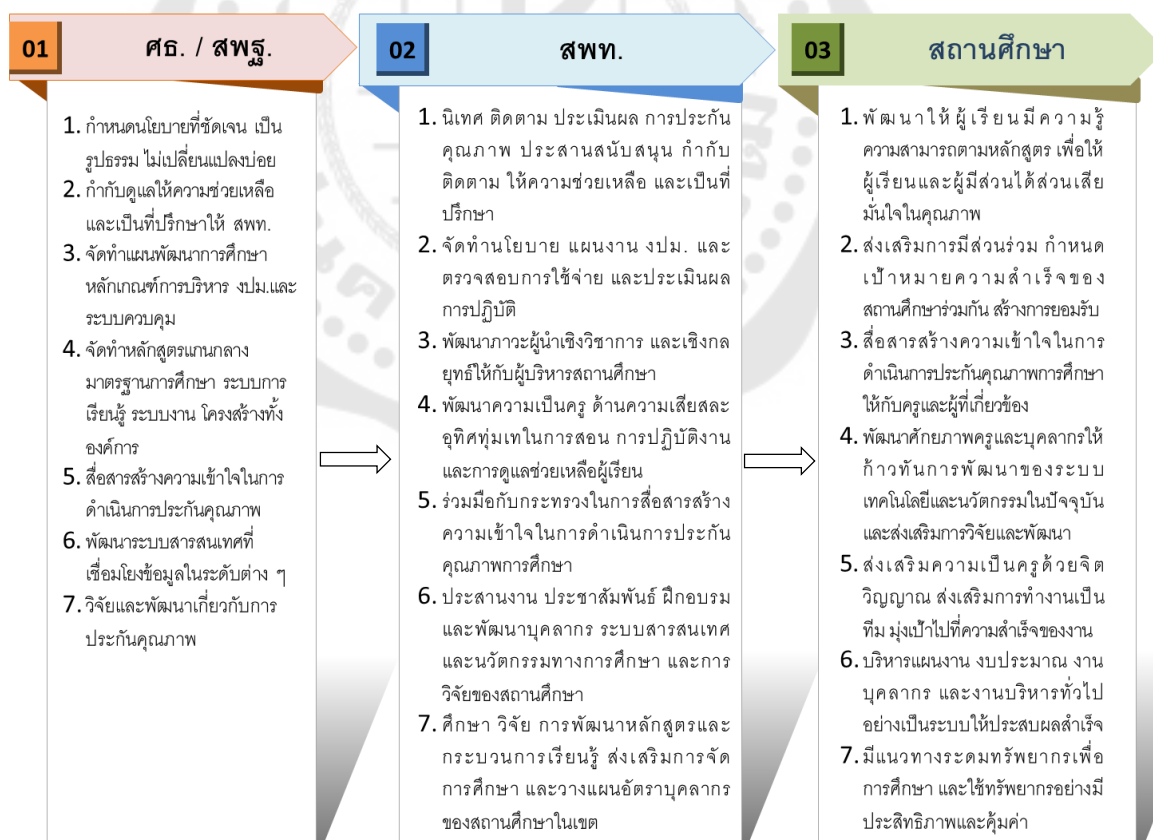 01
ศธ. / สพฐ.
1. กำหนดนโยบายที่ชัดเจน เป็น
รูปธรรม ไม่เปลี่ยนแปลงบ่อย
2. กำกับดูแลให้ความช่วยเหลือ
และเป็นที่ปรึกษาให้ สพท.
3. จัดทำแผนพัฒนาการศึกษา
หลักเกณฑ์การบริหาร งปม.และ
ระบบควบคุม
4. จัดทำหลักสูตรแกนกลาง
มาตรฐานการศึกษา ระบบการ
เรียนรู้ ระบบงาน โครงสร้างทั้ง
องค์การ
5. สื่อสารสร้างความเข้าใจในการ
ดำเนินการประกันคุณภาพ
6. พัฒนาระบบสารสนเทศที่
เชื่อมโยงข้อมูลในระดับต่าง ๆ
7. วิจัยและพัฒนาเกี่ยวกับการ
ประกันคุณภาพ
02
สพท.
1. นิเทศ ติดตาม ประเมินผล การประกัน
คุณภาพ ประสานสนับสนุน กำกับ
ติดตาม ให้ความช่วยเหลือ และเป็นที่
ปรึกษา
2. จัดทำนโยบาย แผนงาน งปม. และ
ตรวจสอบการใช้จ่าย และประเมินผล
การปฏิบัติ
3. พัฒนาภาวะผู้นำเชิงวิชาการ และเชิงกล
ยุทธ์ให้กับผู้บริหารสถานศึกษา
4. พัฒนาความเป็นครู ด้านความเสียสละ
อุทิศทุ่มเทในการสอน การปฏิบัติงาน
และการดูแลช่วยเหลือผู้เรียน
5. ร่วมมือกับกระทรวงในการสื่อสารสร้าง
ความเข้าใจในการดำเนินการประกัน
คุณภาพการศึกษา
6. ประสานงาน ประชาสัมพันธ์ ฝึกอบรม
และพัฒนาบุคลากร ระบบสารสนเทศ
และนวัตกรรมทางการศึกษา และการ
วิจัยของสถานศึกษา
7. ศึกษา วิจัย การพัฒนาหลักสูตรและ
กระบวนการเรียนรู้ ส่งเสริมการจัด
การศึกษา และวางแผนอัตราบุคลากร
ของสถานศึกษาในเขต
03
สถานศึกษา
1. พัฒนาให้ผู้เรียนมีความรู้
ความสามารถตามหลักสูตร เพื่อให้
ผู้เรียนและผู้มีส่วนได้ส่วนเสีย
มั่นใจในคุณภาพ
2. ส่งเสริมการมีส่วนร่วม กำหนด
เป้าหมายความสำเร็จของ
สถานศึกษาร่วมกัน สร้างการยอมรับ
3. สื่อสารสร้างความเข้าใจในการ
ดำเนินการประกันคุณภาพการศึกษา
ให้กับครูและผู้ที่เกี่ยวข้อง
4. พัฒนาศักยภาพครูและบุคลากรให้
ก้าวทันการพัฒนาของระบบ
เทคโนโลยีและนวัตกรรมในปัจจุบัน
และส่งเสริมการวิจัยและพัฒนา
5. ส่งเสริมความเป็นครูด้วยจิต
วิญญาณ ส่งเสริมการทำงานเป็น
ทีม มุ่งเป้าไปที่ความสำเร็จของงาน
6. บริหารแผนงาน งบประมาณ งาน
บุคลากร และงานบริหารทั่วไป
อย่างเป็นระบบให้ประสบผลสำเร็จ
7. มีแนวทางระดมทรัพยากรเพื่อ
การศึกษา และใช้ทรัพยากรอย่างมี
ประสิทธิภาพและคุ้มค่า